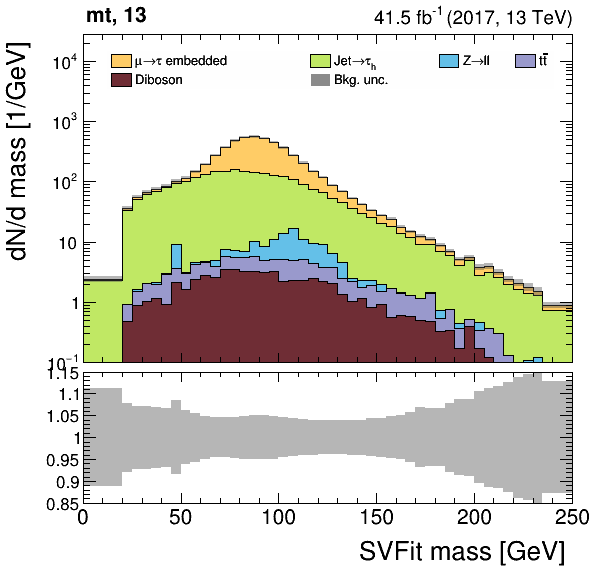 mt, 13 41.5 fb⁻¹ (2017, 13 TeV)
dN/d mass [1/GeV]
μ→τ embedded Jet→τₕ Z→ll tt̄
Diboson Bkg. unc.
10⁴
10³
10²
10
1
10⁻¹
1.15
1.1
1.05
1
0.95
0.9
0.85
0 50 100 150 200 250
SVFit mass [GeV]